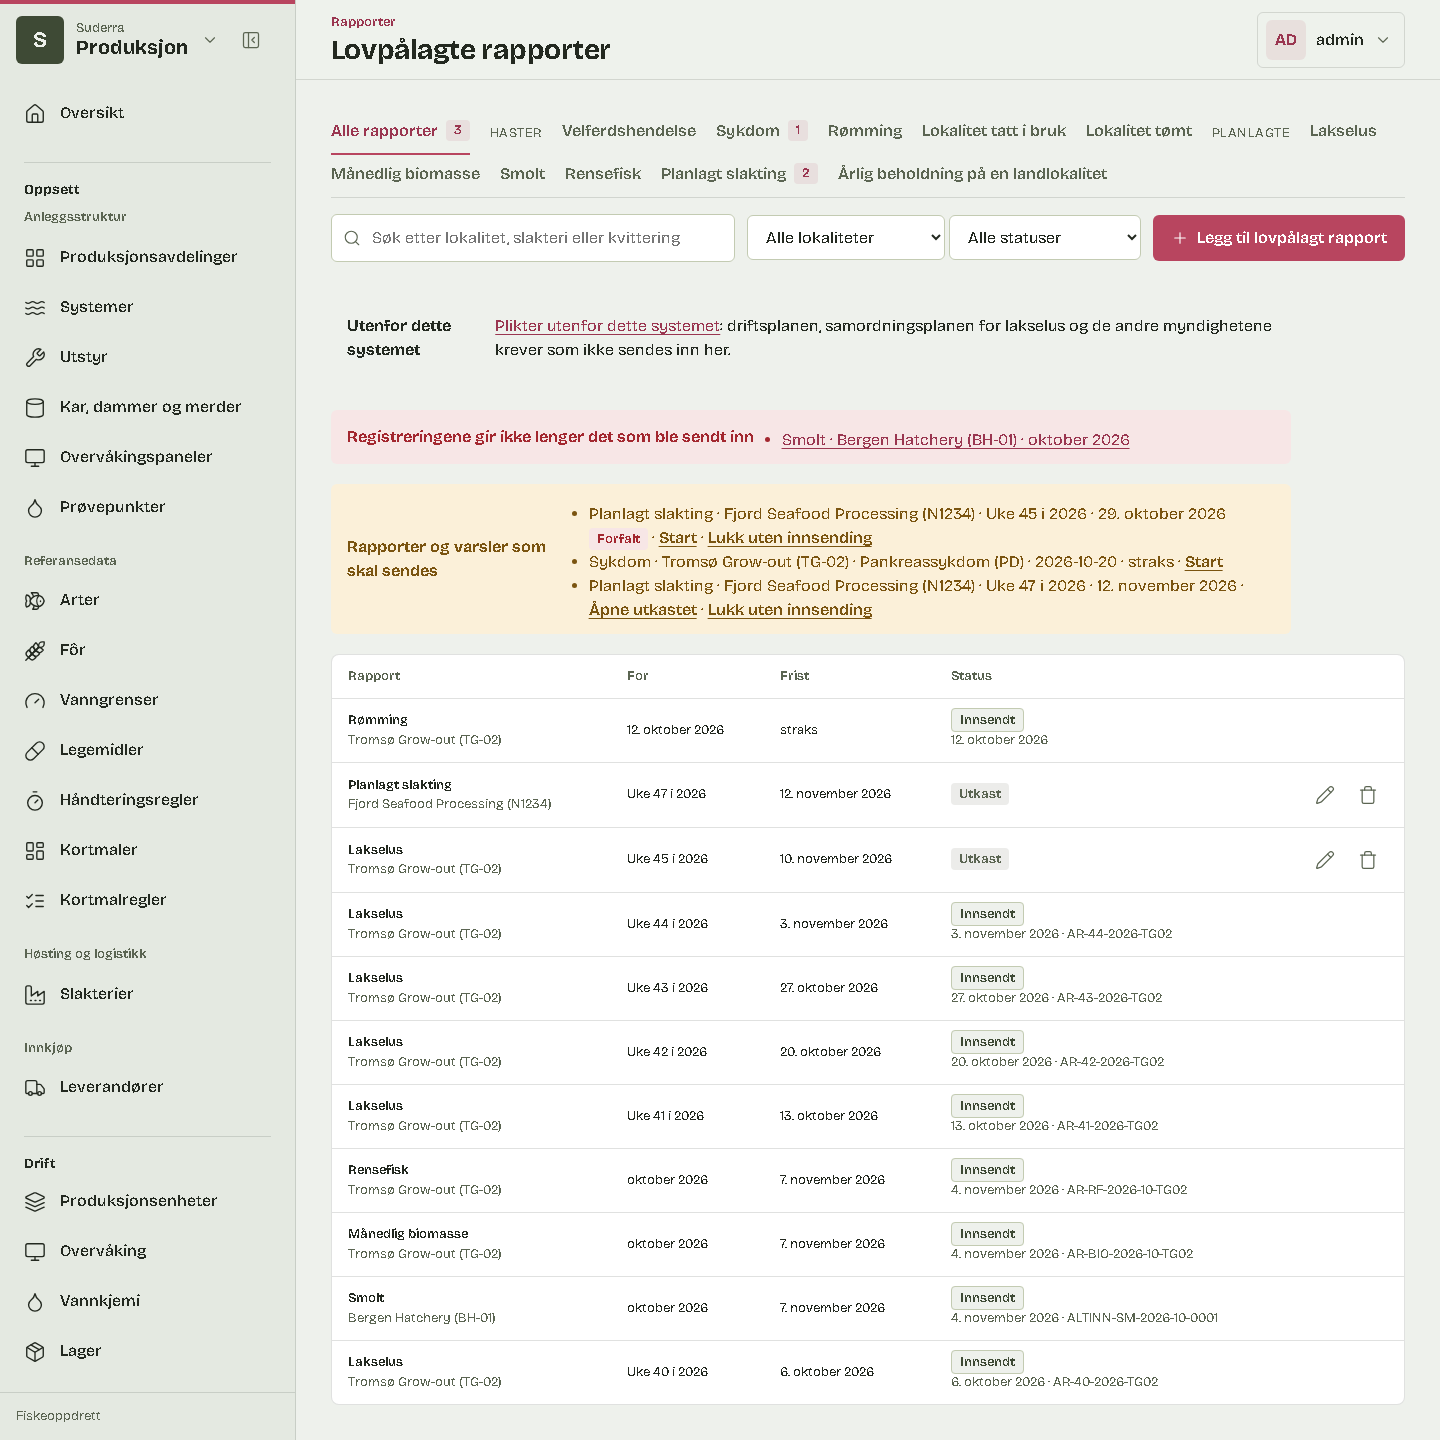 Suderra
S
Produksjon
Oversikt
Oppsett
Anleggsstruktur
Produksjonsavdelinger
Systemer
Utstyr
Kar, dammer og merder
Overvåkingspaneler
Prøvepunkter
Referansedata
Arter
Fôr
Vanngrenser
Legemidler
Håndteringsregler
Kortmaler
Kortmalregler
Høsting og logistikk
Slakterier
Innkjøp
Leverandører
Drift
Produksjonsenheter
Overvåking
Vannkjemi
Lager
Fiskeoppdrett
Rapporter
Lovpålagte rapporter
AD admin
Alle rapporter 3 HASTER Velferdshendelse Sykdom 1 Rømming Lokalitet tatt i bruk Lokalitet tømt PLANLAGTE Lakselus
Månedlig biomasse Smolt Rensefisk Planlagt slakting 2 Årlig beholdning på en landlokalitet
Søk etter lokalitet, slakteri eller kvittering Alle lokaliteter Alle statuser Legg til lovpålagt rapport
Utenfor dette
systemet
Plikter utenfor dette systemet: driftsplanen, samordningsplanen for lakselus og de andre myndighetene
krever som ikke sendes inn her.
Registreringene gir ikke lenger det som ble sendt inn • Smolt · Bergen Hatchery (BH-01) · oktober 2026
Rapporter og varsler som
skal sendes
• Planlagt slakting · Fjord Seafood Processing (N1234) · Uke 45 i 2026 · 29. oktober 2026
Forfalt · Start · Lukk uten innsending
• Sykdom · Tromsø Grow-out (TG-02) · Pankreassykdom (PD) · 2026-10-20 · straks · Start
• Planlagt slakting · Fjord Seafood Processing (N1234) · Uke 47 i 2026 · 12. november 2026 ·
Åpne utkastet · Lukk uten innsending
Rapport For Frist Status
Rømming
Tromsø Grow-out (TG-02)
12. oktober 2026
straks
Innsendt
12. oktober 2026
Planlagt slakting
Fjord Seafood Processing (N1234)
Uke 47 i 2026
12. november 2026
Utkast
Lakselus
Tromsø Grow-out (TG-02)
Uke 45 i 2026
10. november 2026
Utkast
Lakselus
Tromsø Grow-out (TG-02)
Uke 44 i 2026
3. november 2026
Innsendt
3. november 2026 · AR-44-2026-TG02
Lakselus
Tromsø Grow-out (TG-02)
Uke 43 i 2026
27. oktober 2026
Innsendt
27. oktober 2026 · AR-43-2026-TG02
Lakselus
Tromsø Grow-out (TG-02)
Uke 42 i 2026
20. oktober 2026
Innsendt
20. oktober 2026 · AR-42-2026-TG02
Lakselus
Tromsø Grow-out (TG-02)
Uke 41 i 2026
13. oktober 2026
Innsendt
13. oktober 2026 · AR-41-2026-TG02
Rensefisk
Tromsø Grow-out (TG-02)
oktober 2026
7. november 2026
Innsendt
4. november 2026 · AR-RF-2026-10-TG02
Månedlig biomasse
Tromsø Grow-out (TG-02)
oktober 2026
7. november 2026
Innsendt
4. november 2026 · AR-BIO-2026-10-TG02
Smolt
Bergen Hatchery (BH-01)
oktober 2026
7. november 2026
Innsendt
4. november 2026 · ALTINN-SM-2026-10-0001
Lakselus
Tromsø Grow-out (TG-02)
Uke 40 i 2026
6. oktober 2026
Innsendt
6. oktober 2026 · AR-40-2026-TG02